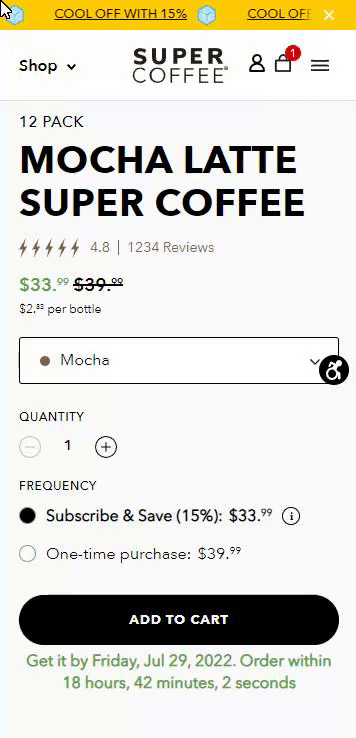 COOL OFF WITH 15% COOL OFF
Shop
SUPER
COFFEE
1
12 PACK
MOCHA LATTE
SUPER COFFEE
4.8 | 1234 Reviews
$33.99 $39.99
$2.83 per bottle
Mocha
QUANTITY
1
FREQUENCY
Subscribe & Save (15%): $33.99
One-time purchase: $39.99
ADD TO CART
Get it by Friday, Jul 29, 2022. Order within
18 hours, 42 minutes, 2 seconds